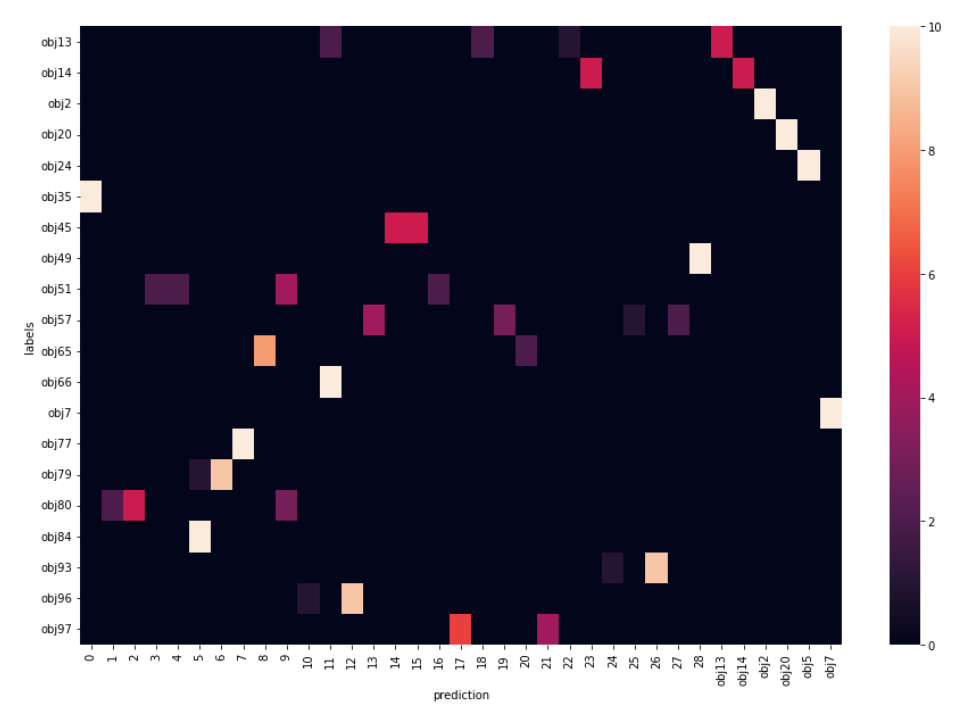 obj13
obj14
obj2
obj20
obj24
obj35
obj45
obj49
obj51
obj57
obj65
obj66
obj7
obj77
obj79
obj80
obj84
obj93
obj96
obj97
labels
0 1 2 3 4 5 6 7 8 9 10 11 12 13 14 15 16 17 18 19 20 21 22 23 24 25 26 27 28 obj13 obj14 obj2 obj20 obj5 obj7
prediction
10
8
6
4
2
0